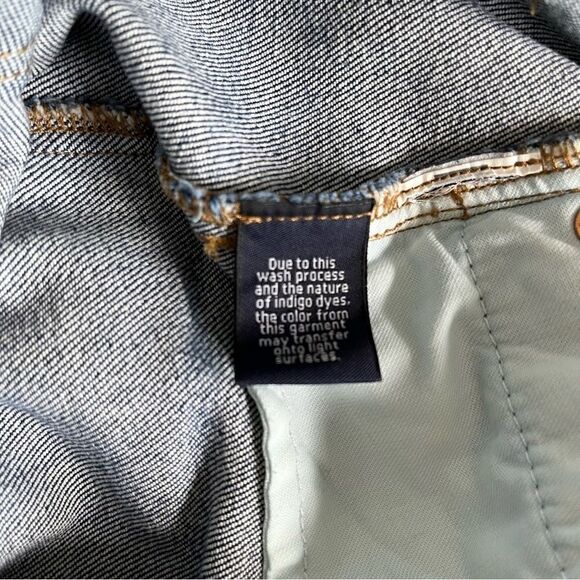 Due to this
wash process
and the nature
of indigo dyes,
the color from
this garment
may transfer
onto light
surfaces.